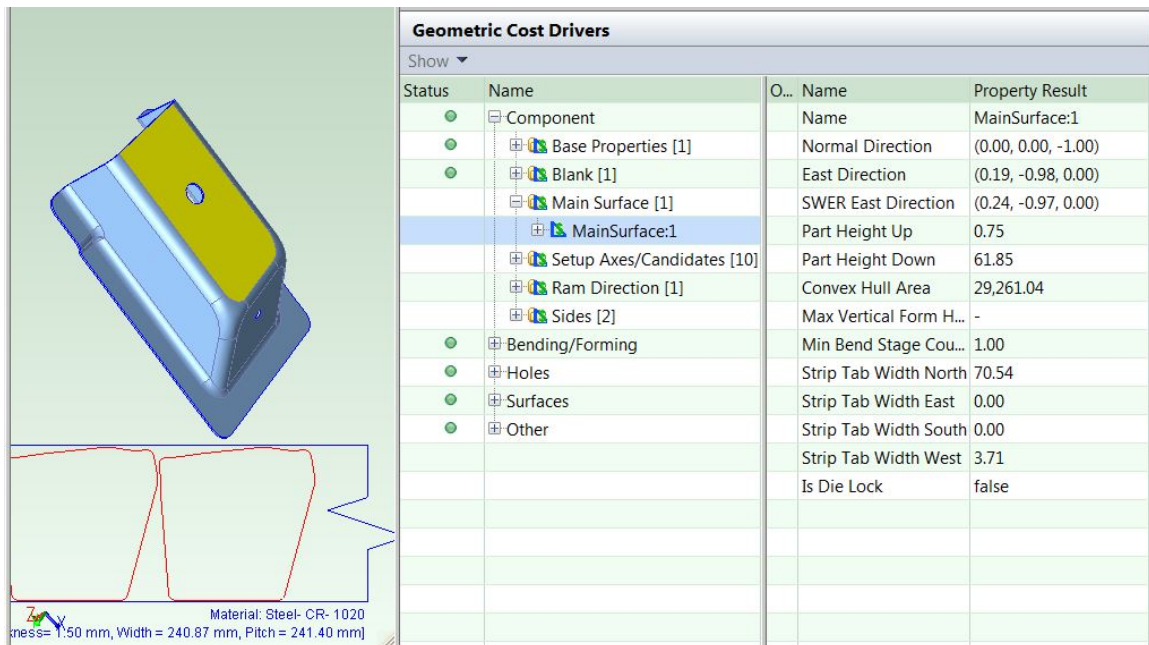 Geometric Cost Drivers
Show
Status Name O... Name Property Result
Component Name MainSurface:1
Base Properties [1] Normal Direction (0.00, 0.00, -1.00)
Blank [1] East Direction (0.19, -0.98, 0.00)
Main Surface [1] SWER East Direction (0.24, -0.97, 0.00)
MainSurface:1 Part Height Up 0.75
Setup Axes/Candidates [10] Part Height Down 61.85
Ram Direction [1] Convex Hull Area 29,261.04
Sides [2] Max Vertical Form H... -
Bending/Forming Min Bend Stage Cou... 1.00
Holes Strip Tab Width North 70.54
Surfaces Strip Tab Width East 0.00
Other Strip Tab Width South 0.00
Strip Tab Width West 3.71
Is Die Lock false
Z X Material: Steel- CR- 1020
kness= 1.50 mm, Width = 240.87 mm, Pitch = 241.40 mm]